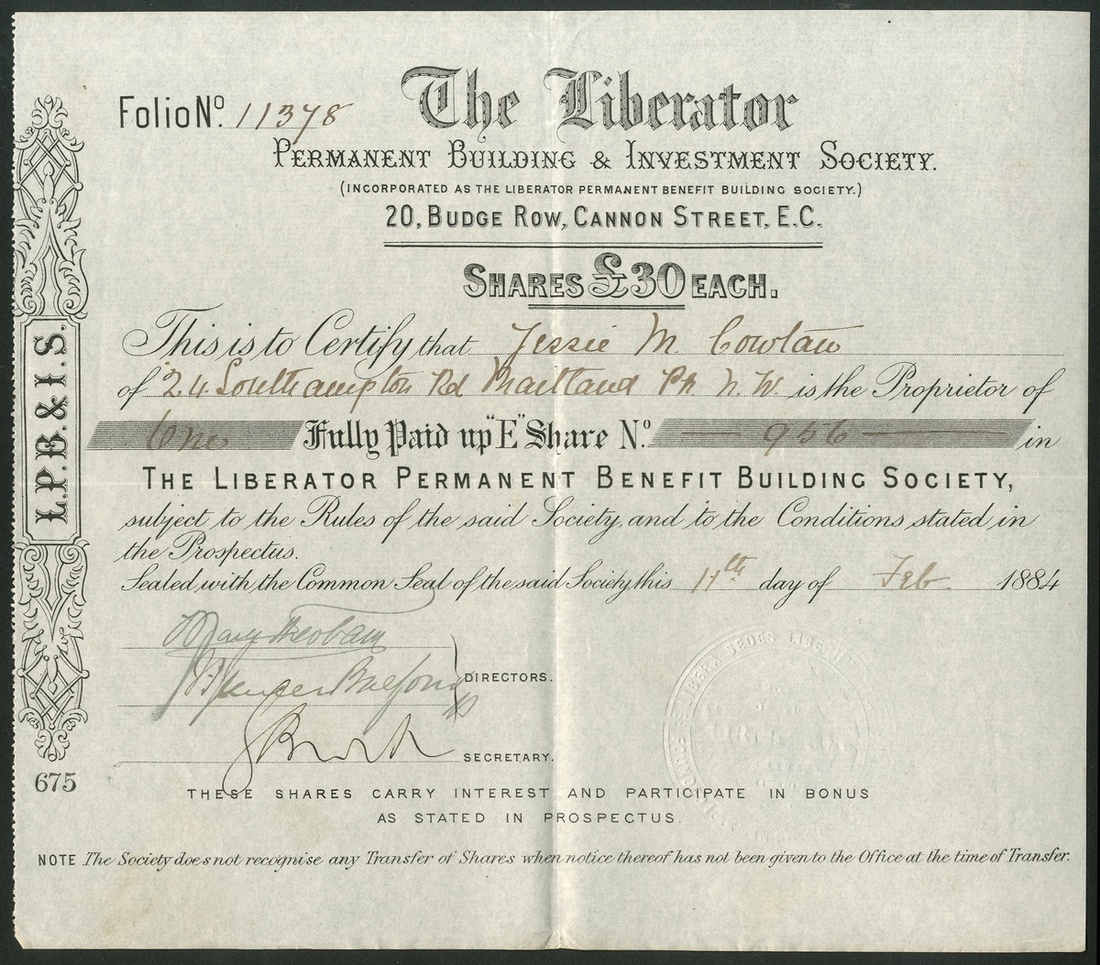 Folio No. 11378
The Liberator
PERMANENT BUILDING & INVESTMENT SOCIETY.
(INCORPORATED AS THE LIBERATOR PERMANENT BENEFIT BUILDING SOCIETY.)
20, BUDGE ROW, CANNON STREET, E.C.
SHARES £30 EACH.
This is to Certify that Jessie M. Cowtan
of 24 Southampton Rd Maitland Pk N.W. is the Proprietor of
One Fully Paid up "E" Share No. 956 in
THE LIBERATOR PERMANENT BENEFIT BUILDING SOCIETY,
subject to the Rules of the said Society, and to the Conditions stated in
the Prospectus.
Sealed with the Common Seal of the said Society this 11th day of Feb 1884
L.P.B. & I.S.
DIRECTORS.
SECRETARY.
675
THESE SHARES CARRY INTEREST AND PARTICIPATE IN BONUS
AS STATED IN PROSPECTUS.
NOTE The Society does not recognise any Transfer of Shares when notice thereof has not been given to the Office at the time of Transfer.